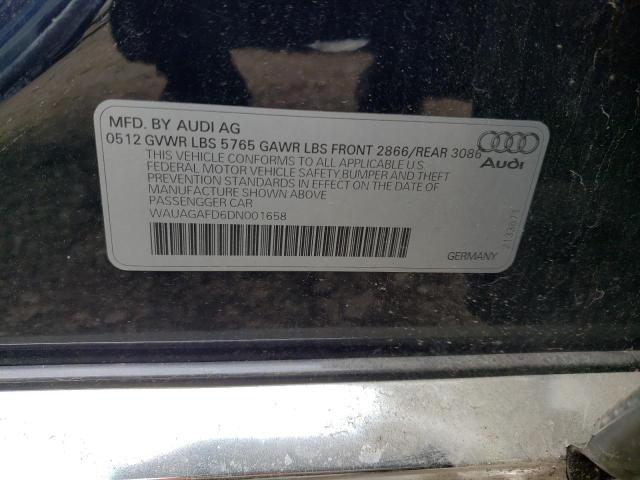 MFD. BY AUDI AG
0512 GVWR LBS 5765 GAWR LBS FRONT 2866/REAR 3086
THIS VEHICLE CONFORMS TO ALL APPLICABLE U.S
FEDERAL MOTOR VEHICLE SAFETY,BUMPER AND THEFT
PREVENTION STANDARDS IN EFFECT ON THE DATE OF
MANUFACTURE SHOWN ABOVE
PASSENGER CAR
WAUAGAFD6DN001658
Audi
GERMANY